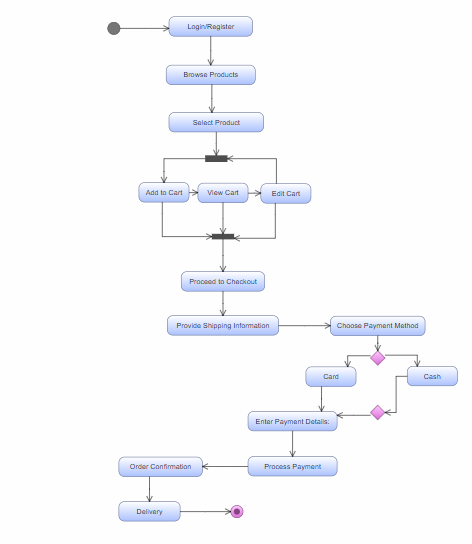 Login/Register
Browse Products
Select Product
Add to Cart
View Cart
Edit Cart
Proceed to Checkout
Provide Shipping Information
Choose Payment Method
Card
Cash
Enter Payment Details:
Process Payment
Order Confirmation
Delivery